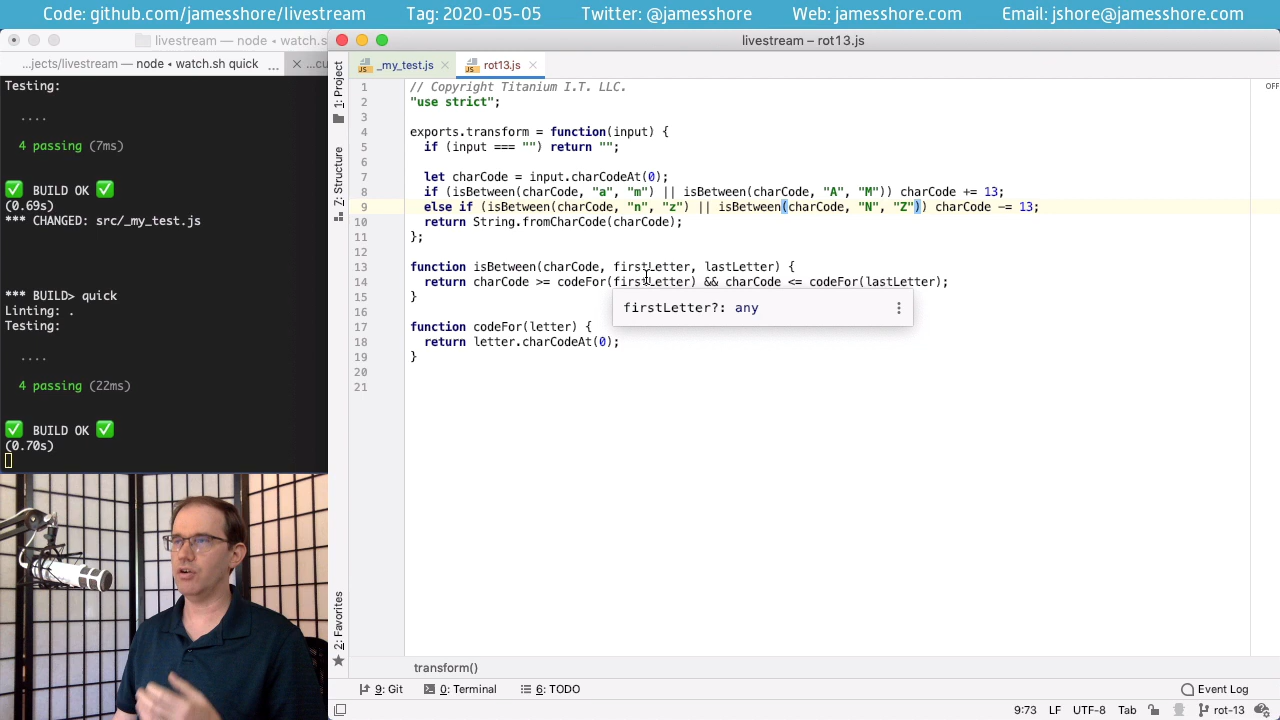 Code: github.com/jamesshore/livestream Tag: 2020-05-05 Twitter: @jamesshore Web: jamesshore.com Email: jshore@jamesshore.com
livestream — node ◂ watch.s
...jects/livestream — node ◂ watch.sh quick ... ...cu
Testing:
....
4 passing (7ms)
✅ BUILD OK ✅
(0.69s)
*** CHANGED: src/_my_test.js
*** BUILD> quick
Linting: .
Testing:
....
4 passing (22ms)
✅ BUILD OK ✅
(0.70s)
livestream – rot13.js
_my_test.js
rot13.js
1: Project
7: Structure
2: Favorites
OFF
1 // Copyright Titanium I.T. LLC.
2 "use strict";
3
4 exports.transform = function(input) {
5 if (input === "") return "";
6
7 let charCode = input.charCodeAt(0);
8 if (isBetween(charCode, "a", "m") || isBetween(charCode, "A", "M")) charCode += 13;
9 else if (isBetween(charCode, "n", "z") || isBetween(charCode, "N", "Z")) charCode -= 13;
10 return String.fromCharCode(charCode);
11 };
12
13 function isBetween(charCode, firstLetter, lastLetter) {
14 return charCode >= codeFor(firstLetter) && charCode <= codeFor(lastLetter);
15 }
firstLetter?: any
16
17 function codeFor(letter) {
18 return letter.charCodeAt(0);
19 }
20
21
transform()
9: Git 0: Terminal 6: TODO Event Log
9:73 LF UTF-8 Tab rot-13